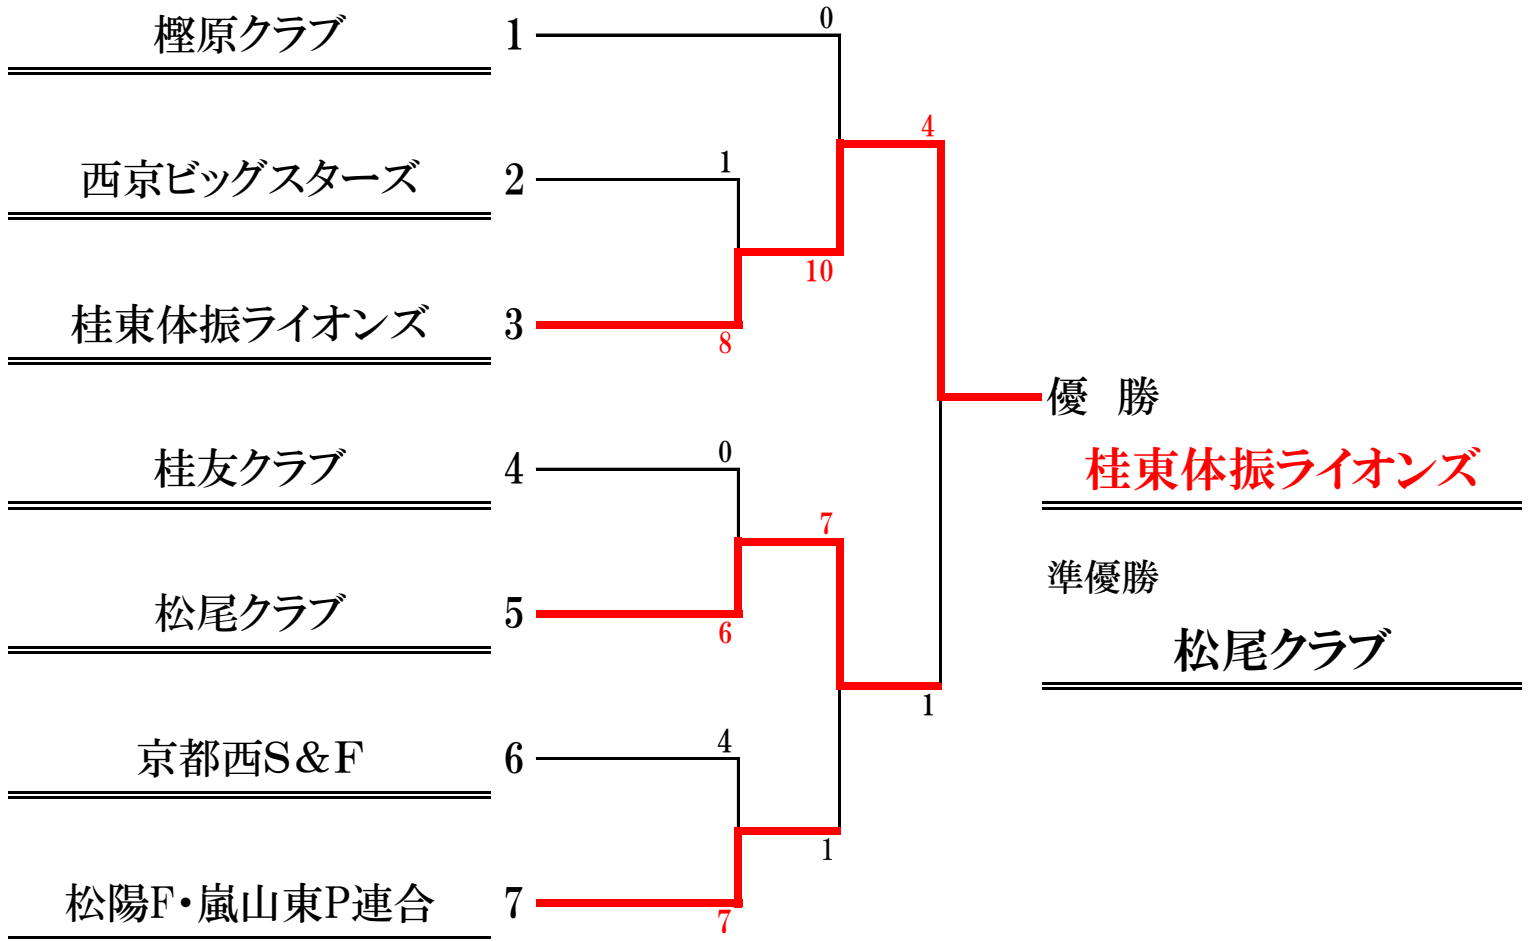 樫原クラブ 1 0
4
西京ビッグスターズ 2 1
10
桂東体振ライオンズ 3 8
優 勝
桂東体振ライオンズ
桂友クラブ 4 0
7
準優勝
松尾クラブ 5 6
松尾クラブ
1
京都西S&F 6 4
1
松陽F・嵐山東P連合 7 7